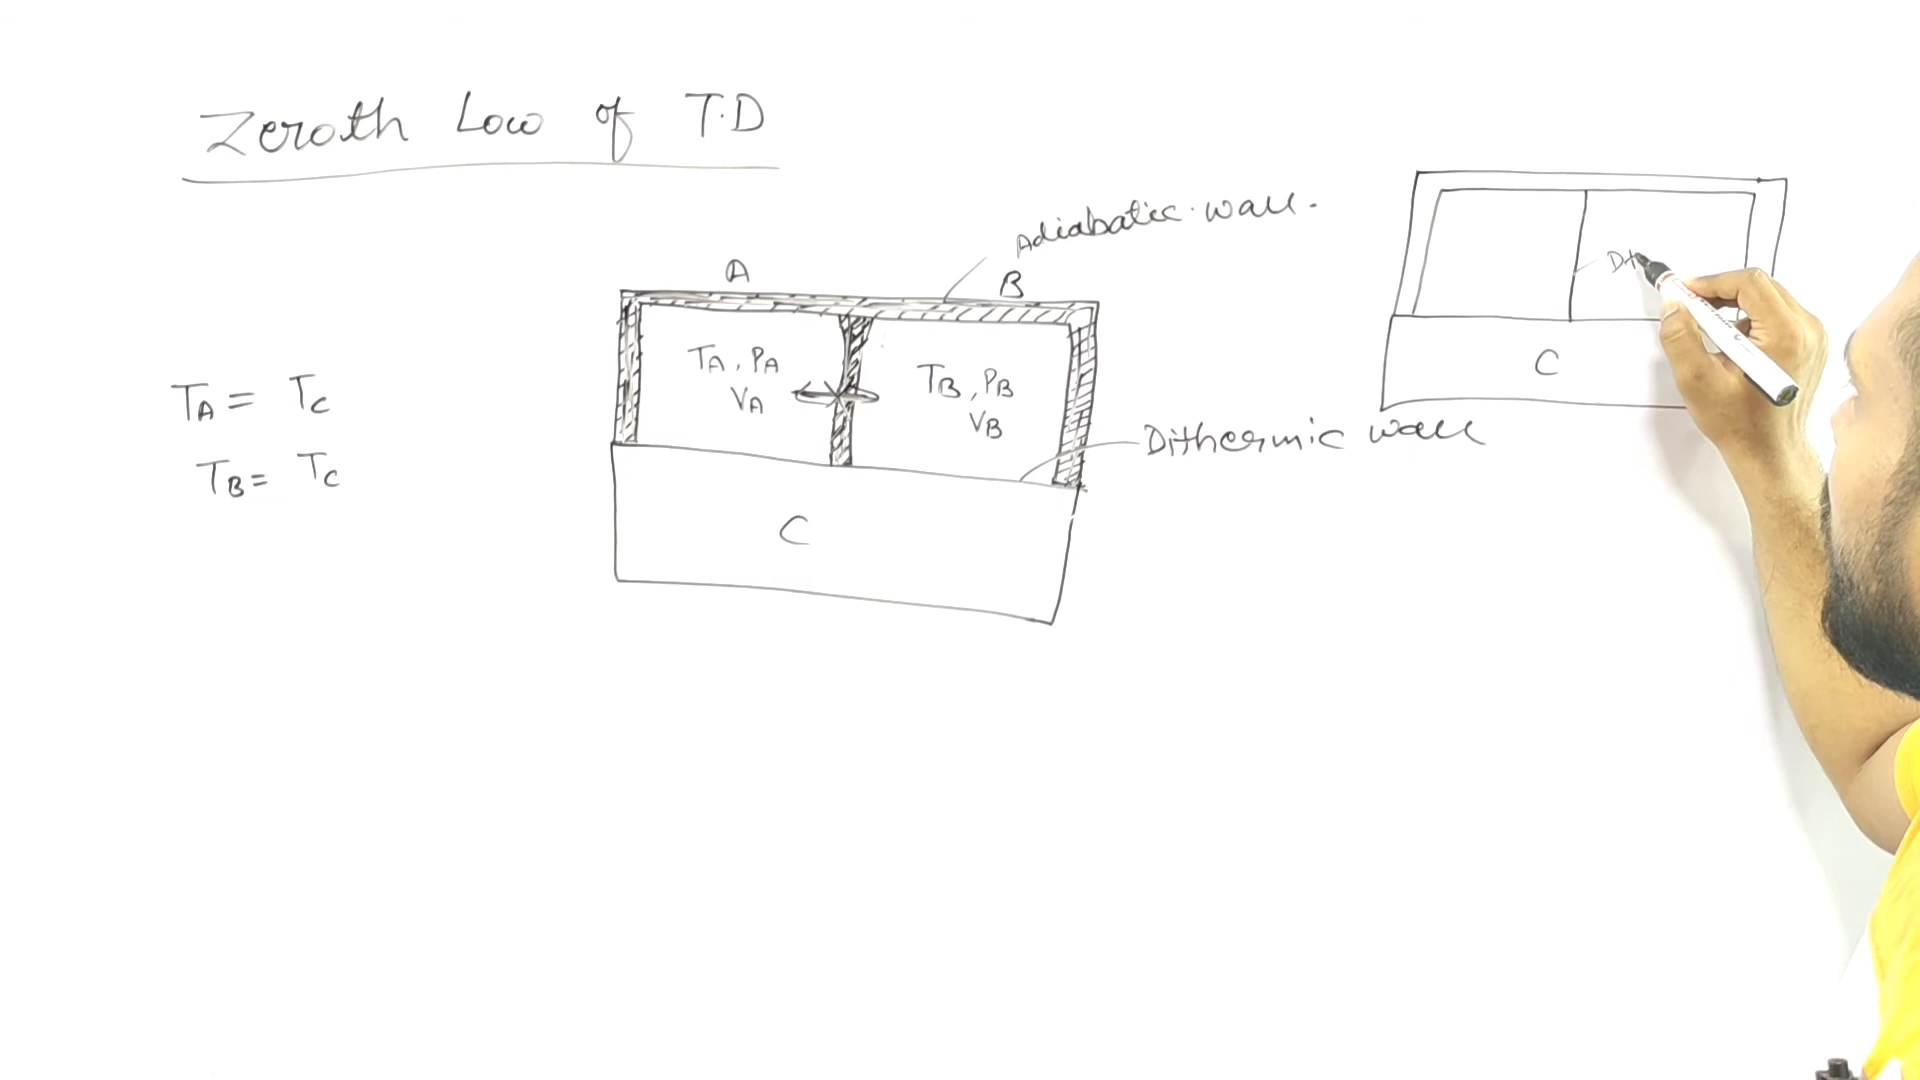 Zeroth Low of T.D
Adiabatic wall.
A
B
TA, PA
VA
TB, PB
VB
TA = TC
TB = TC
Dithermic wall
C
C